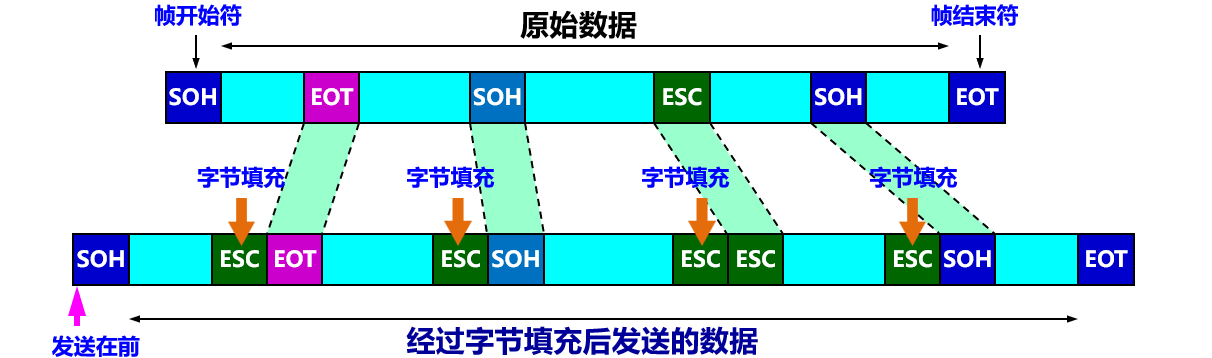 帧开始符 原始数据 帧结束符
SOH EOT SOH ESC SOH EOT
字节填充 字节填充 字节填充 字节填充
SOH ESC EOT ESC SOH ESC ESC ESC SOH EOT
发送在前 经过字节填充后发送的数据